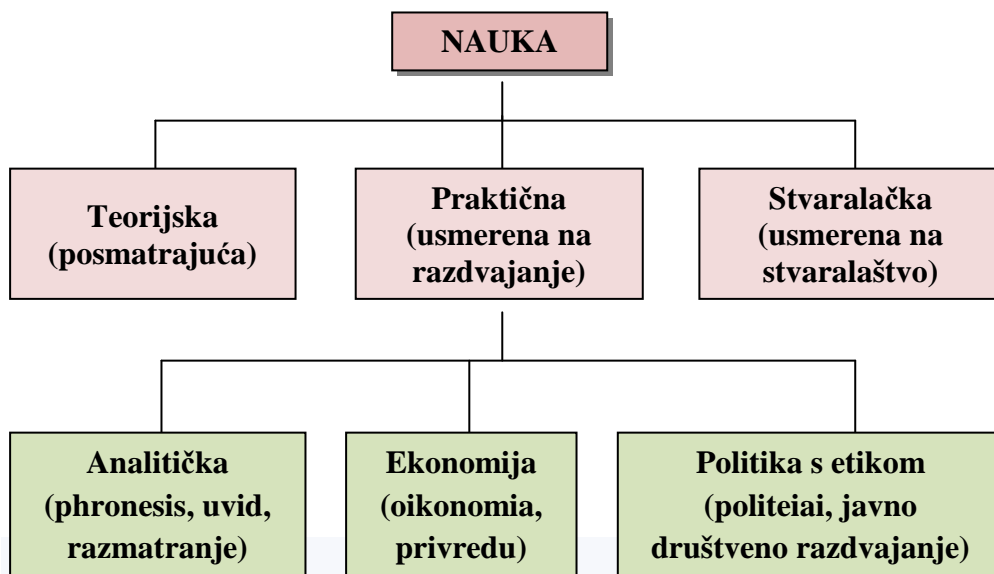 NAUKA
Teorijska
(posmatrajuća)
Praktična
(usmerena na
razdvajanje)
Stvaralačka
(usmerena na
stvaralaštvo)
Analitička
(phronesis, uvid,
razmatranje)
Ekonomija
(oikonomia,
privredu)
Politika s etikom
(politeiai, javno
društveno razdvajanje)